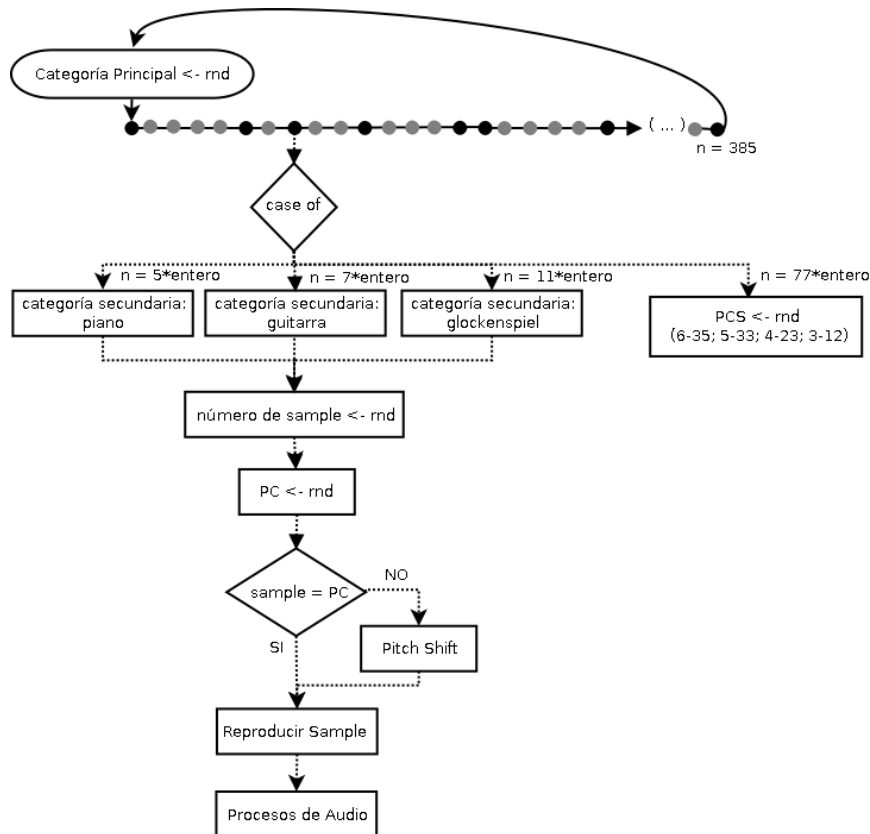 Categoría Principal <- rnd
( ... )
n = 385
case of
n = 5*entero
n = 7*entero
n = 11*entero
n = 77*entero
categoría secundaria:
piano
categoría secundaria:
guitarra
categoría secundaria:
glockenspiel
PCS <- rnd
(6-35; 5-33; 4-23; 3-12)
número de sample <- rnd
PC <- rnd
sample = PC
NO
SI
Pitch Shift
Reproducir Sample
Procesos de Audio